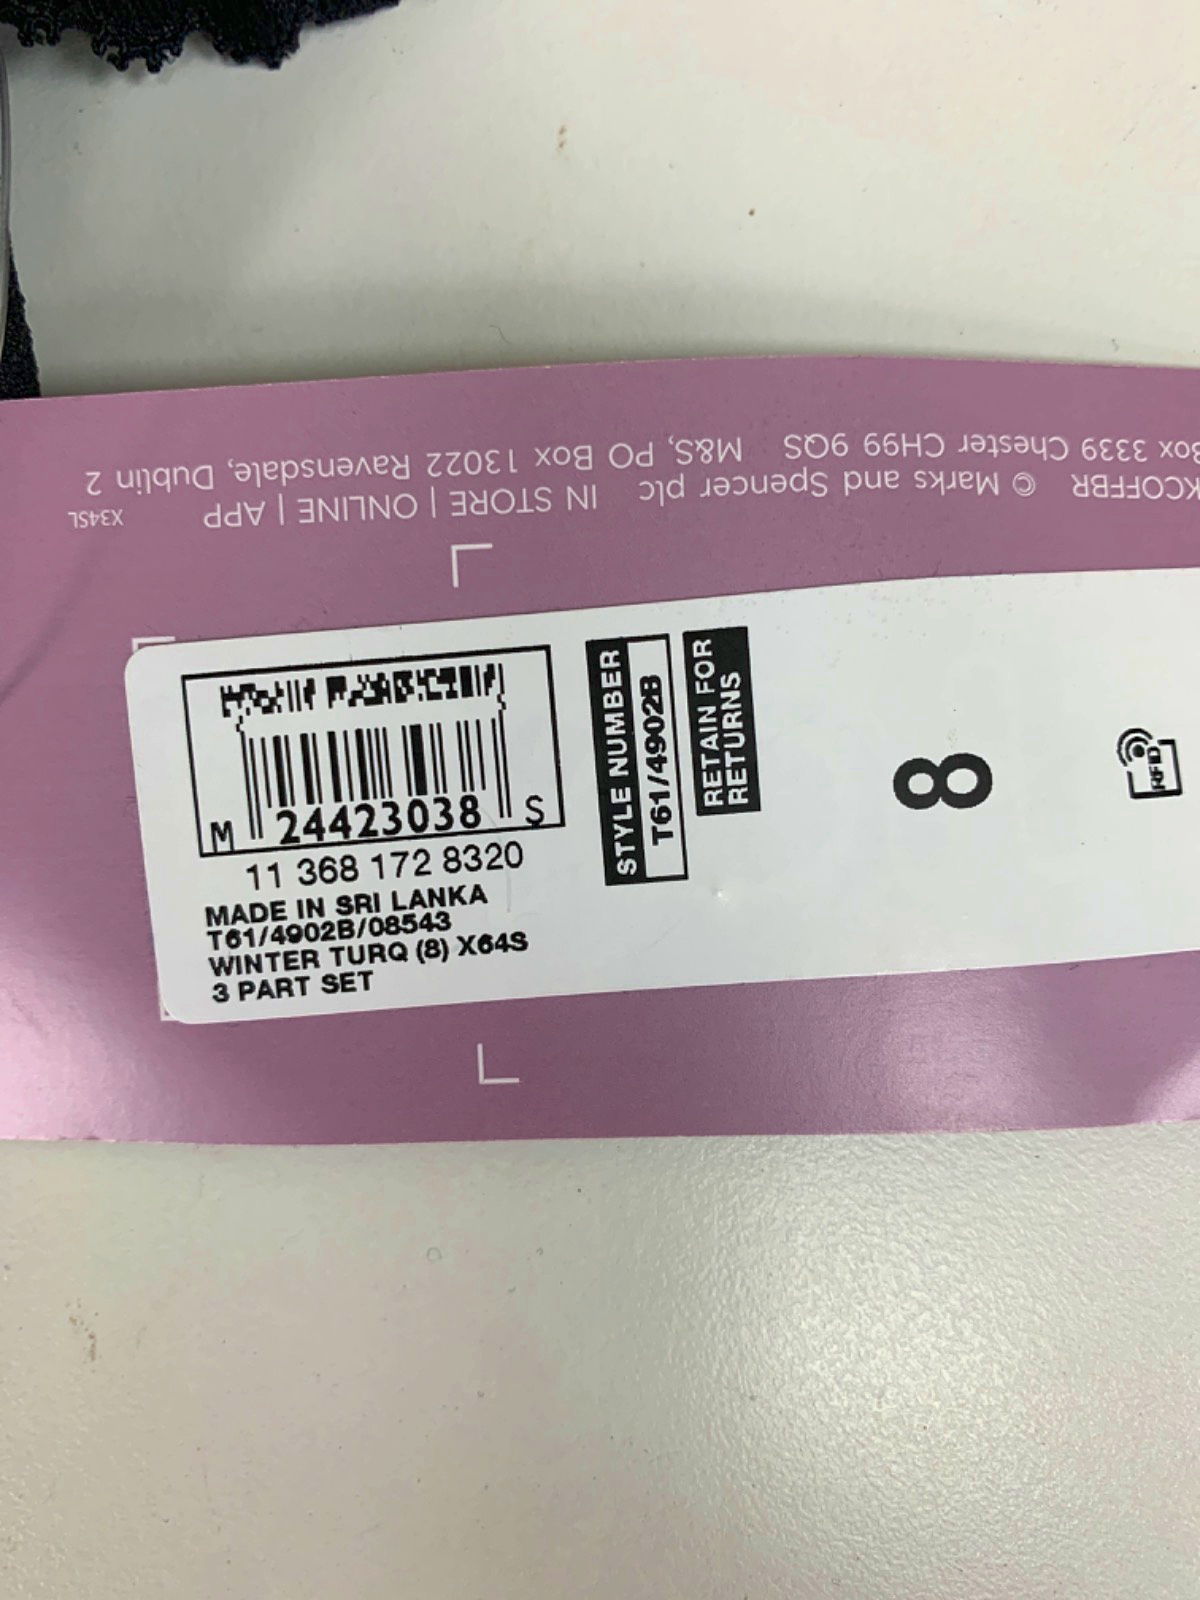 Box 3339 Chester CH99 9QS M&S, PO Box 13022 Ravensdale, Dublin 2
KCOFFBR © Marks and Spencer plc IN STORE | ONLINE | APP X34SL
M 24423038 S
11 368 172 8320
MADE IN SRI LANKA
T61/4902B/08543
WINTER TURQ (8) X64S
3 PART SET
STYLE NUMBER
T61/4902B
RETAIN FOR
RETURNS
8
RFID